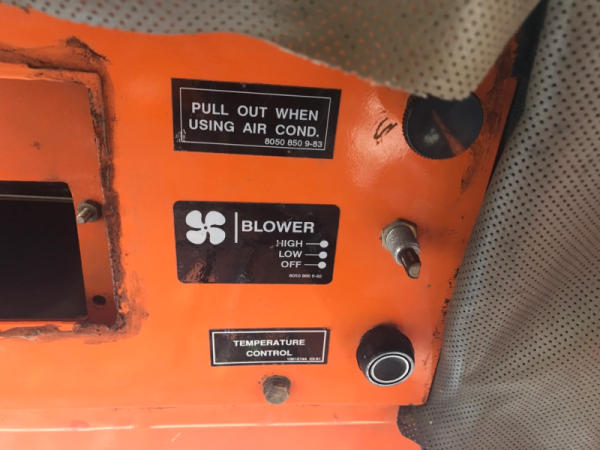 PULL OUT WHEN
USING AIR COND.
8050 850 9-83
BLOWER
HIGH
LOW
OFF
TEMPERATURE
CONTROL